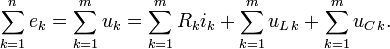 \sum_{k=1}^{n} e_k = \sum_{k=1}^{m} u_k = \sum_{k=1}^{m} R_k i_k + \sum_{k=1}^{m} u_{L\,k} + \sum_{k=1}^{m} u_{C\,k}.